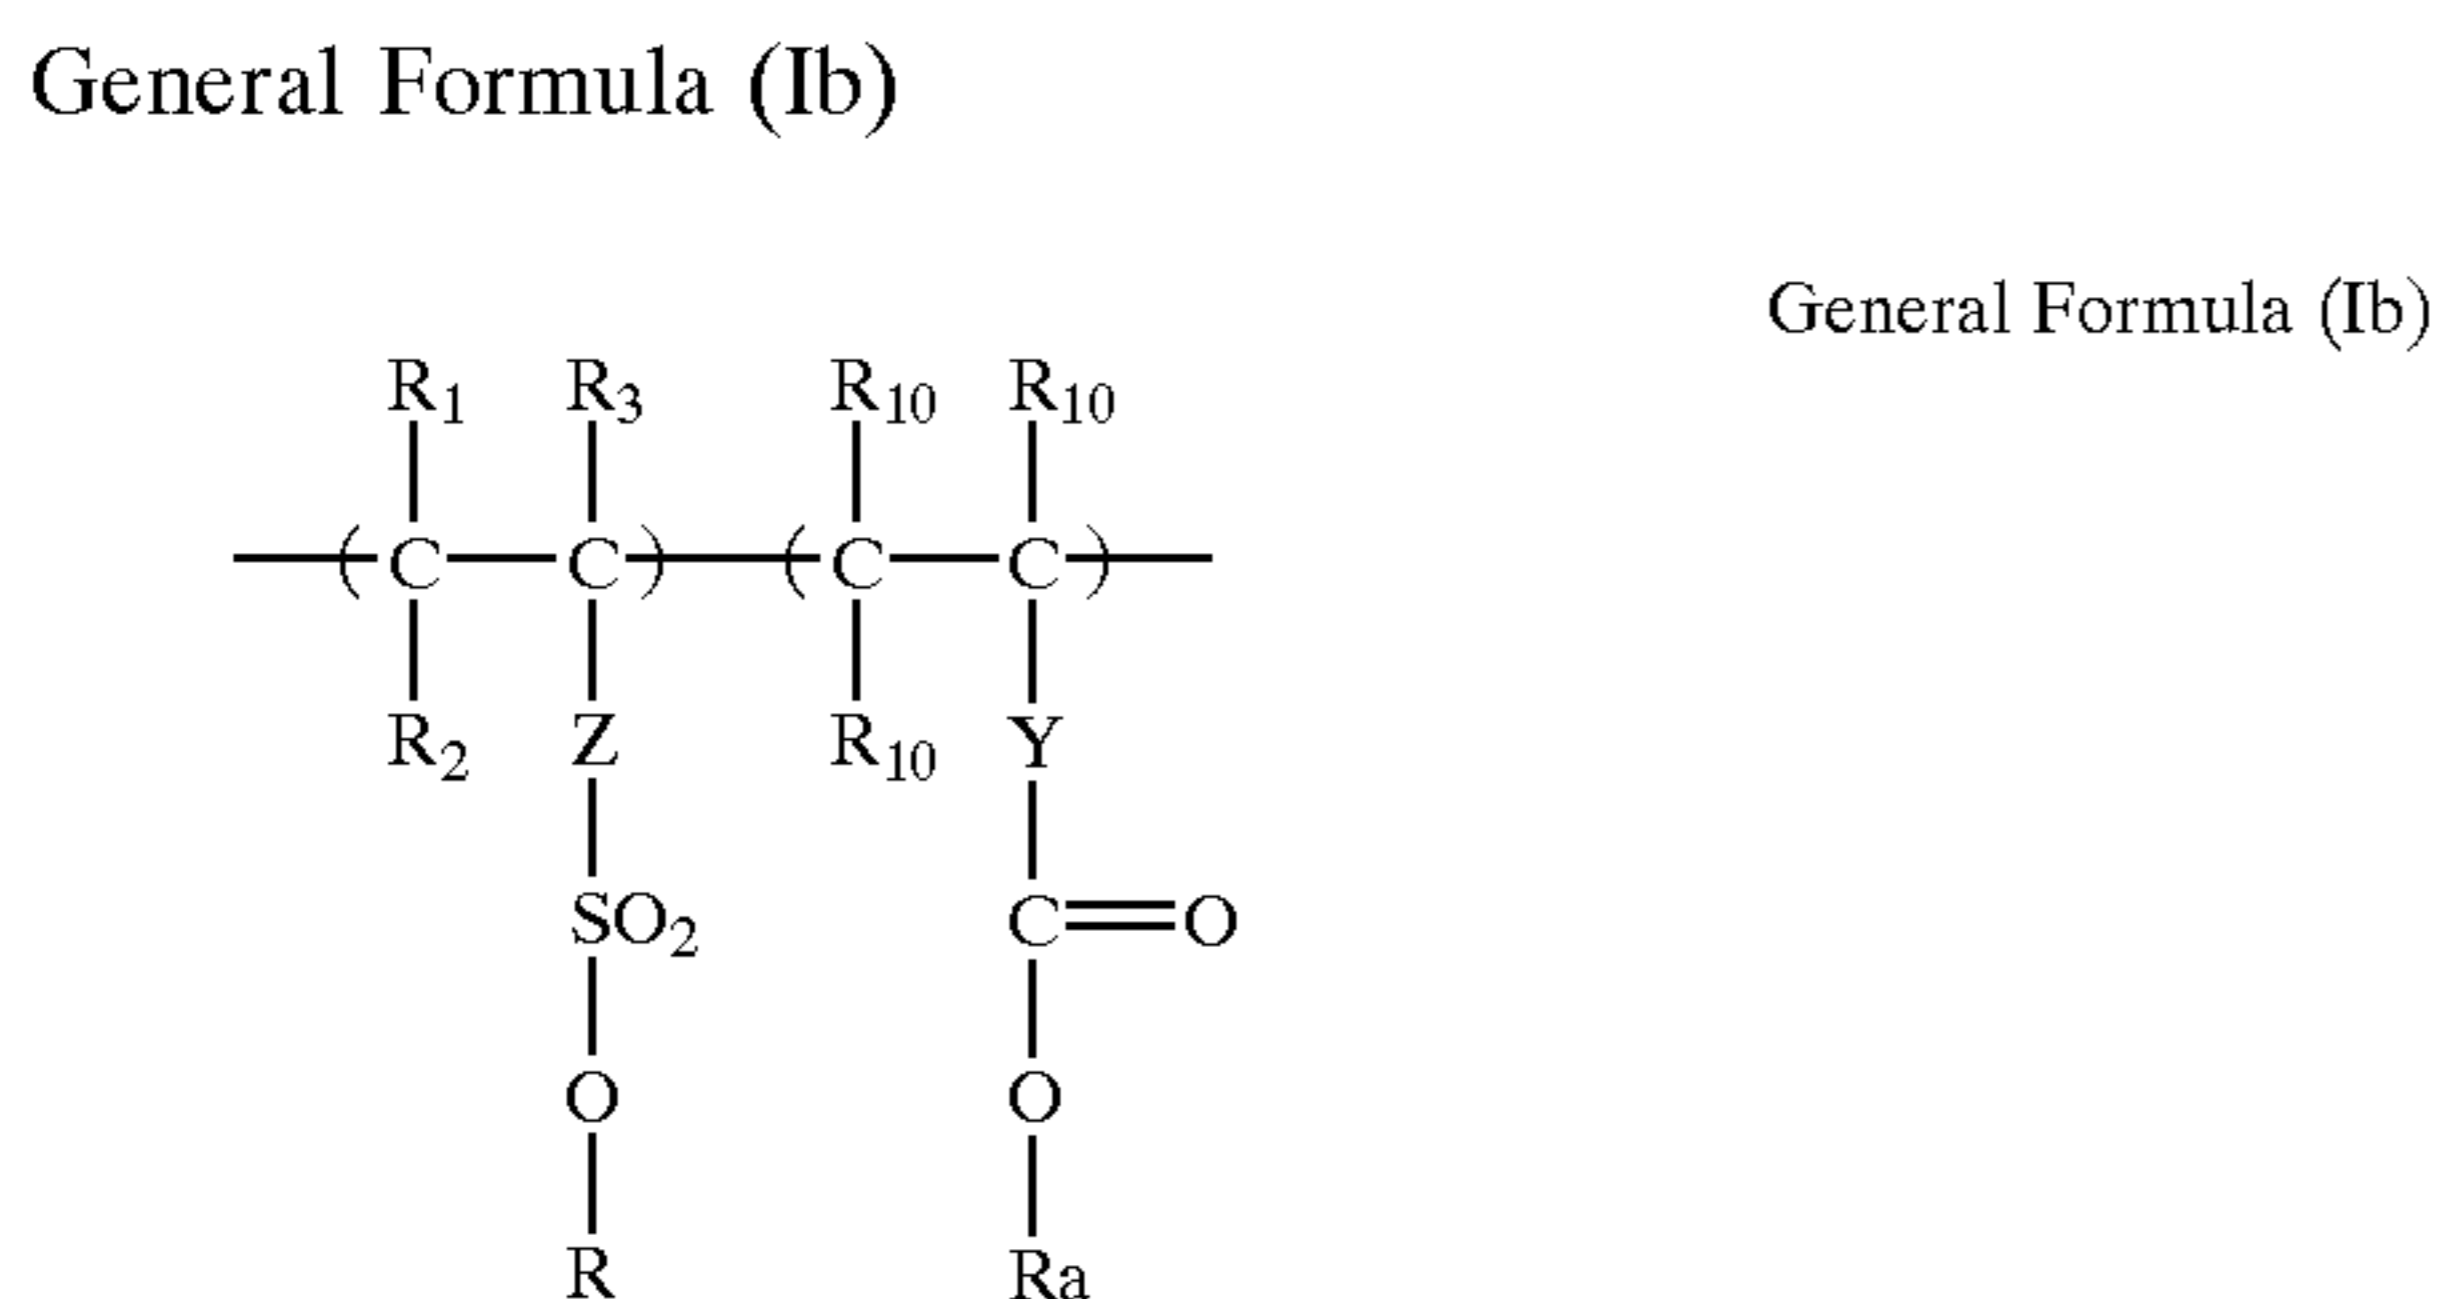 General Formula (Ib)
General Formula (Ib)
R1 R3 R10 R10
( C C ) ( C C )
R2 Z R10 Y
SO2 C O
O O
R Ra